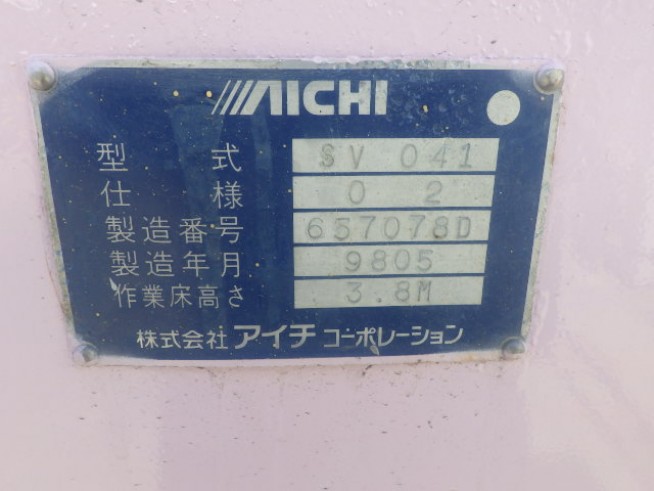 AICHI
型式 SV 041
仕様 02
製造番号 657078D
製造年月 9805
作業床高さ 3.8M
株式会社アイチコーポレーション